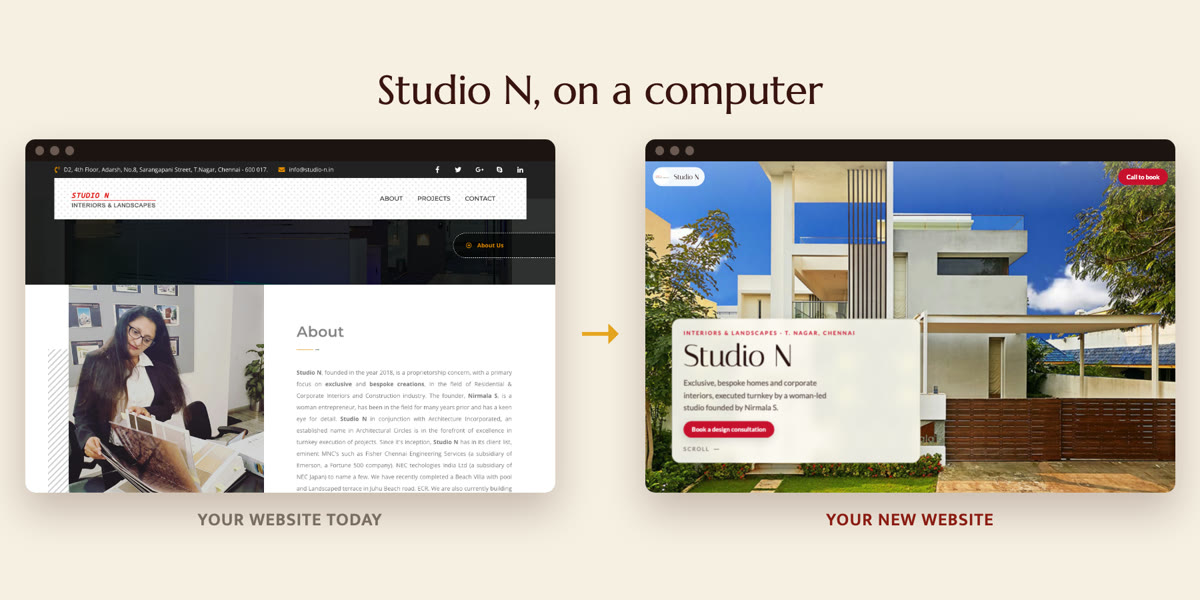 Studio N, on a computer
D2, 4th Floor, Adarsh, No.8, Sarangapani Street, T.Nagar, Chennai - 600 017.
info@studio-n.in
STUDIO N
INTERIORS & LANDSCAPES
ABOUT
PROJECTS
CONTACT
About Us
About
Studio N, founded in the year 2018, is a proprietorship concern, with a primary
focus on exclusive and bespoke creations, in the field of Residential &
Corporate Interiors and Construction industry. The founder, Nirmala S. is a
woman entrepreneur, has been in the field for many years prior and has a keen
eye for detail. Studio N in conjunction with Architecture Incorporated, an
established name in Architectural Circles is in the forefront of excellence in
turnkey execution of projects. Since it's inception, Studio N has in its client list,
eminent MNC's such as Fisher Chennai Engineering Services (a subsidiary of
Emerson, a Fortune 500 company), NEC techologies India Ltd (a subsidiary of
NEC Japan) to name a few. We have recently completed a Beach Villa with pool
and Landscaped terrace in Juhu Beach road, ECR. We are also currently building
YOUR WEBSITE TODAY
Studio N
Call to book
INTERIORS & LANDSCAPES · T. NAGAR, CHENNAI
Studio N
Exclusive, bespoke homes and corporate
interiors, executed turnkey by a woman-led
studio founded by Nirmala S.
Book a design consultation
SCROLL
YOUR NEW WEBSITE